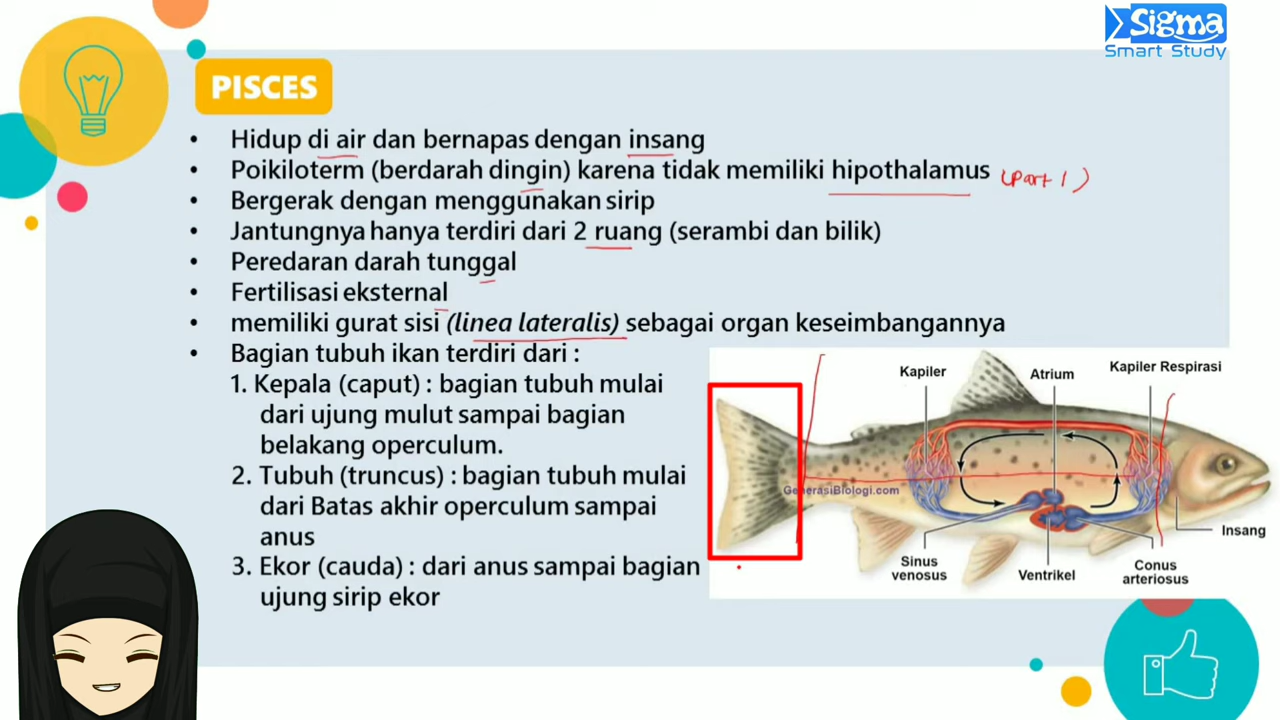 Sigma
Smart Study
PISCES
• Hidup di air dan bernapas dengan insang
• Poikiloterm (berdarah dingin) karena tidak memiliki hipothalamus (part 1)
• Bergerak dengan menggunakan sirip
• Jantungnya hanya terdiri dari 2 ruang (serambi dan bilik)
• Peredaran darah tunggal
• Fertilisasi eksternal
• memiliki gurat sisi (linea lateralis) sebagai organ keseimbangannya
• Bagian tubuh ikan terdiri dari :
1. Kepala (caput) : bagian tubuh mulai
dari ujung mulut sampai bagian
belakang operculum.
2. Tubuh (truncus) : bagian tubuh mulai
dari Batas akhir operculum sampai
anus
3. Ekor (cauda) : dari anus sampai bagian
ujung sirip ekor
Kapiler
Atrium
Kapiler Respirasi
GenerasiBiologi.com
Insang
Sinus
venosus
Ventrikel
Conus
arteriosus